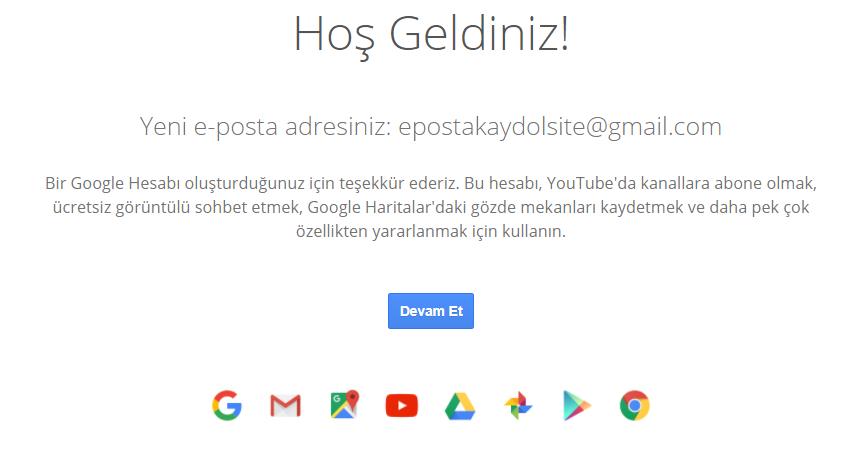 Hoş Geldiniz!
Yeni e-posta adresiniz: epostakaydolsite@gmail.com
Bir Google Hesabı oluşturduğunuz için teşekkür ederiz. Bu hesabı, YouTube'da kanallara abone olmak,
ücretsiz görüntülü sohbet etmek, Google Haritalar'daki gözde mekanları kaydetmek ve daha pek çok
özellikten yararlanmak için kullanın.
Devam Et